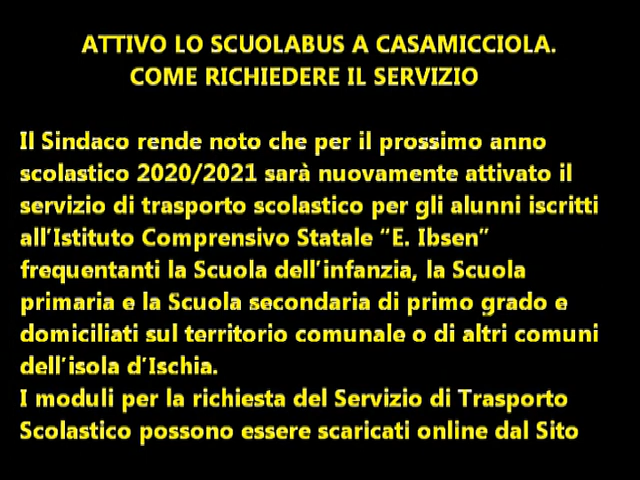 ATTIVO LO SCUOLABUS A CASAMICCIOLA.
COME RICHIEDERE IL SERVIZIO
Il Sindaco rende noto che per il prossimo anno
scolastico 2020/2021 sarà nuovamente attivato il
servizio di trasporto scolastico per gli alunni iscritti
all’Istituto Comprensivo Statale “E. Ibsen”
frequentanti la Scuola dell’infanzia, la Scuola
primaria e la Scuola secondaria di primo grado e
domiciliati sul territorio comunale o di altri comuni
dell’isola d’Ischia.
I moduli per la richiesta del Servizio di Trasporto
Scolastico possono essere scaricati online dal Sito